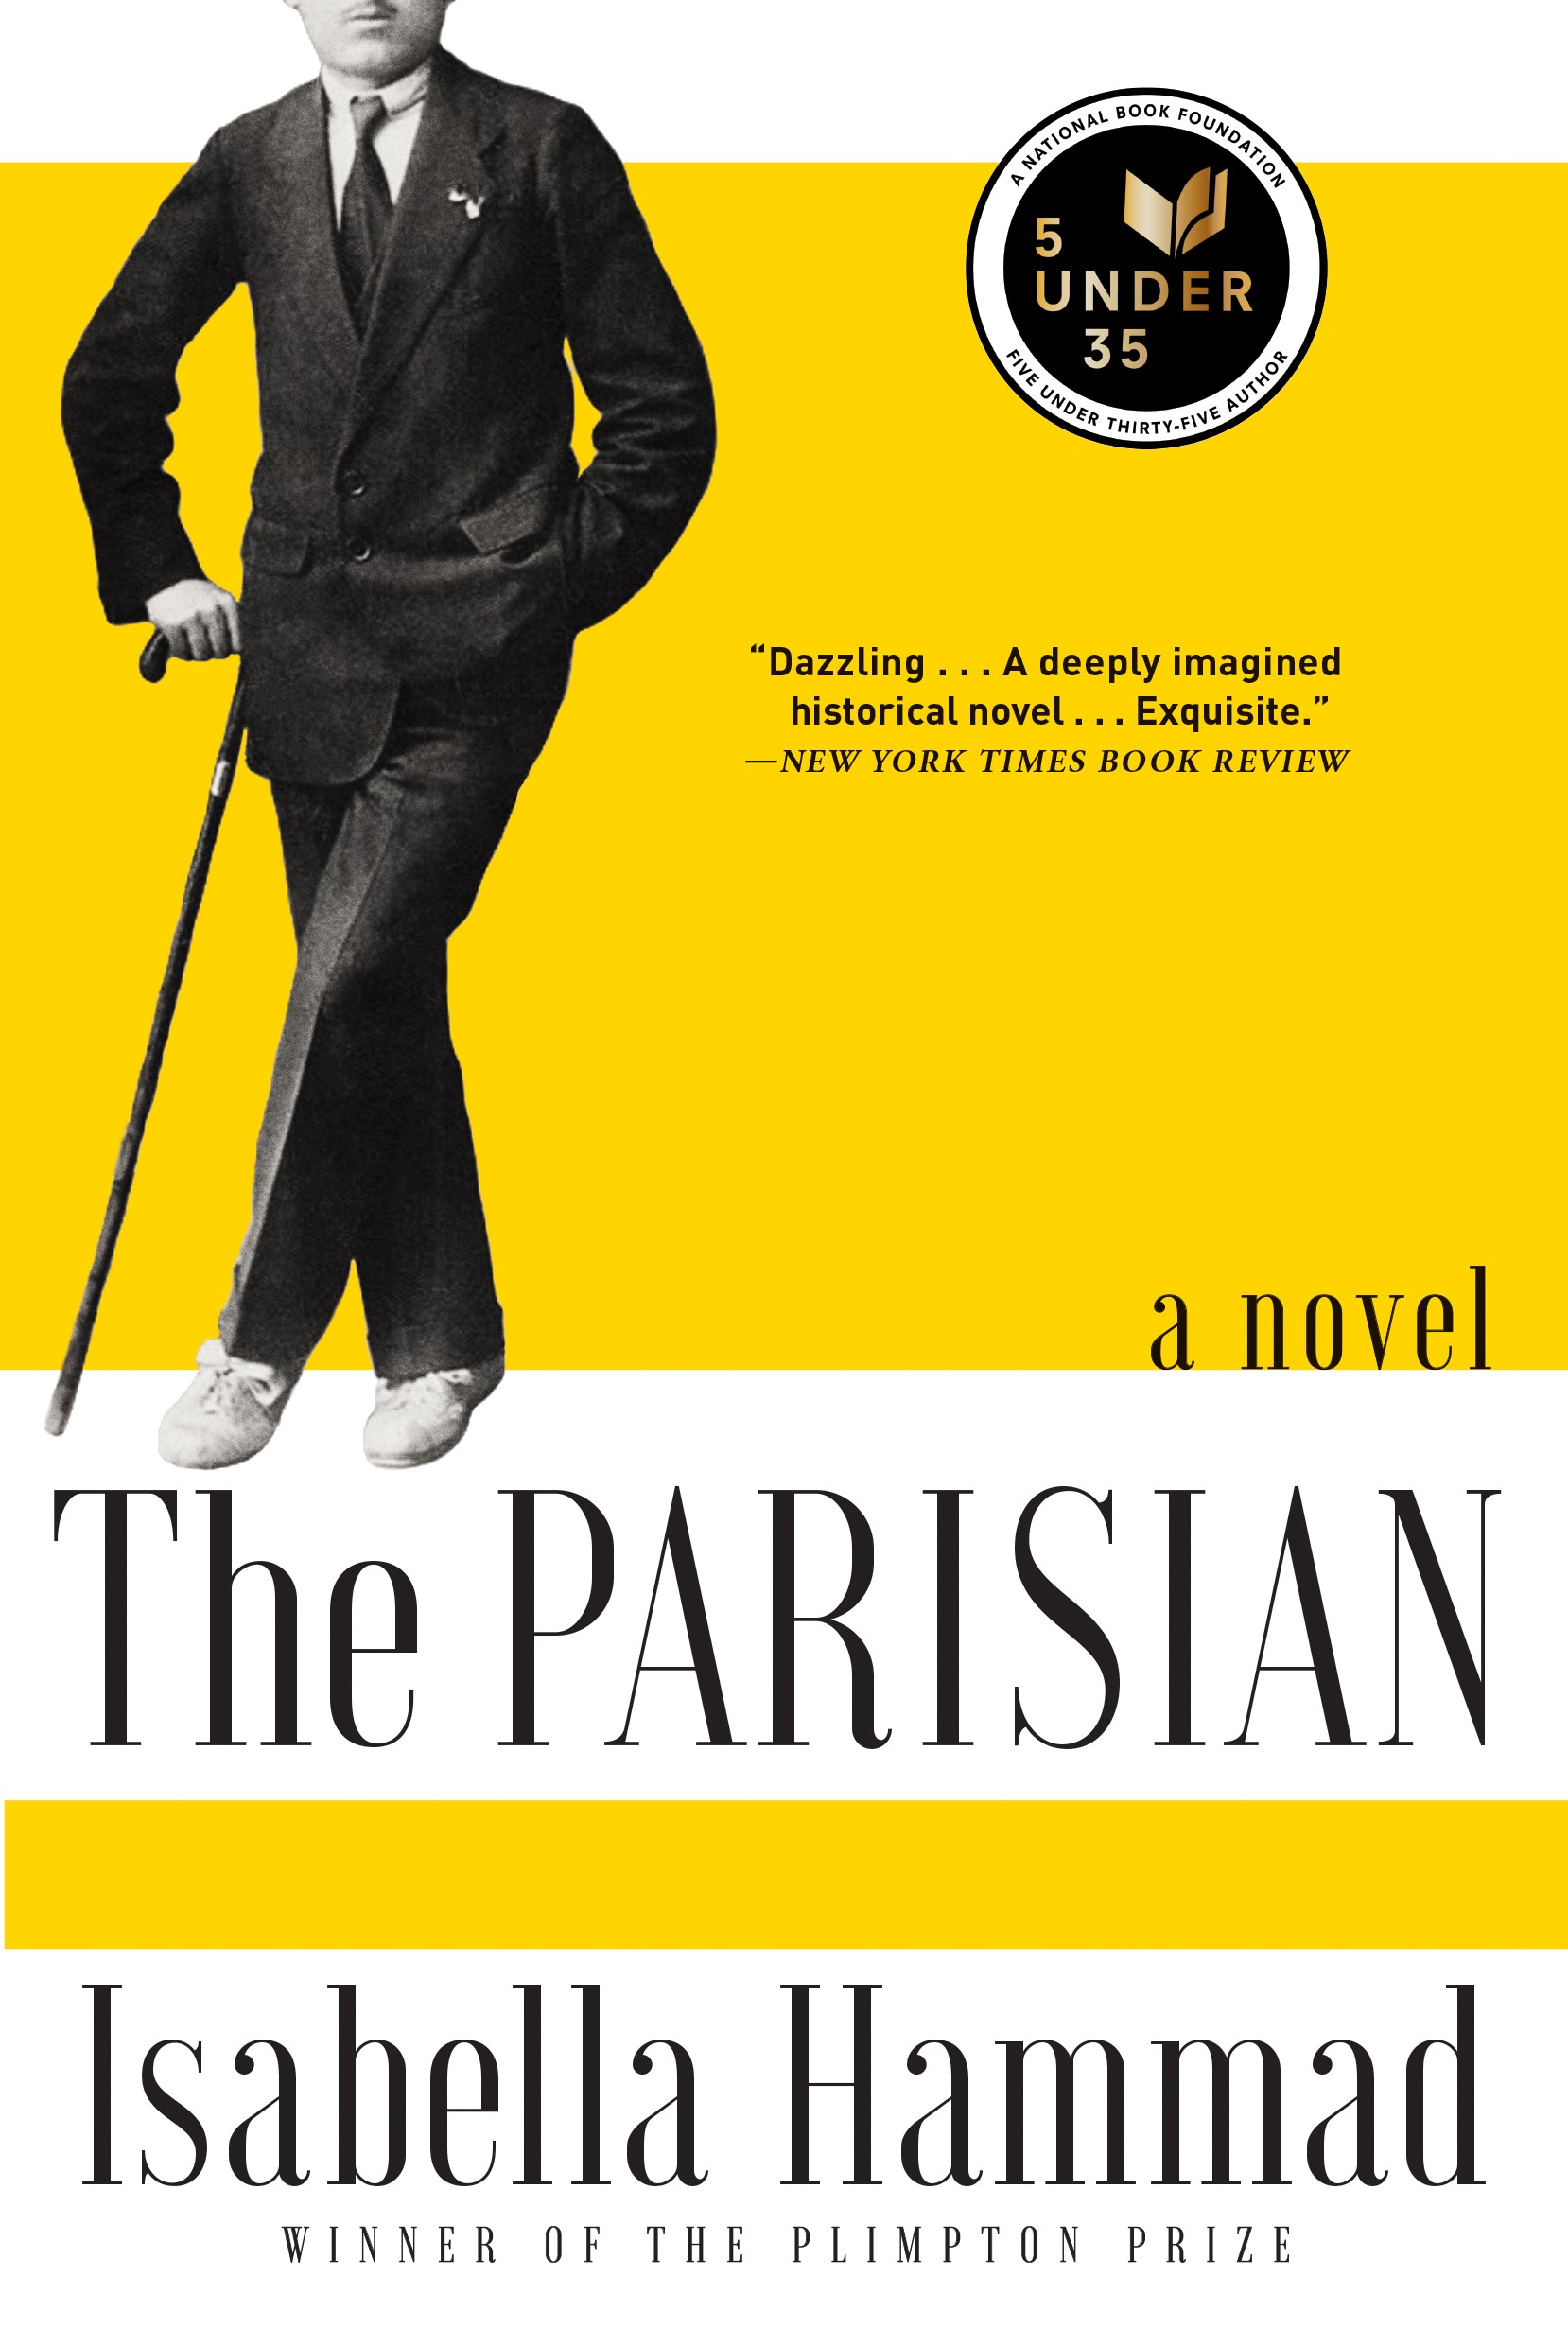 A NATIONAL BOOK FOUNDATION
5
UNDER
35
FIVE UNDER THIRTY-FIVE AUTHOR
“Dazzling . . . A deeply imagined
historical novel . . . Exquisite.”
—NEW YORK TIMES BOOK REVIEW
a novel
The PARISIAN
Isabella Hammad
WINNER OF THE PLIMPTON PRIZE